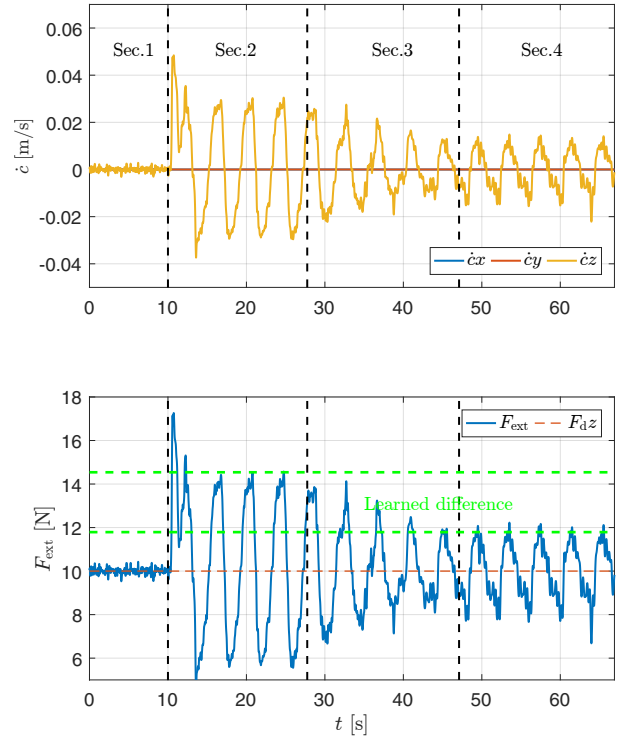 0.06
0.04
0.02
0
-0.02
-0.04
ċ [m/s]
Sec.1
Sec.2
Sec.3
Sec.4
ċx
ċy
ċz
0
10
20
30
40
50
60
18
16
14
12
10
8
6
F_ext [N]
F_ext
F_d z
Learned difference
0
10
20
30
40
50
60
t [s]